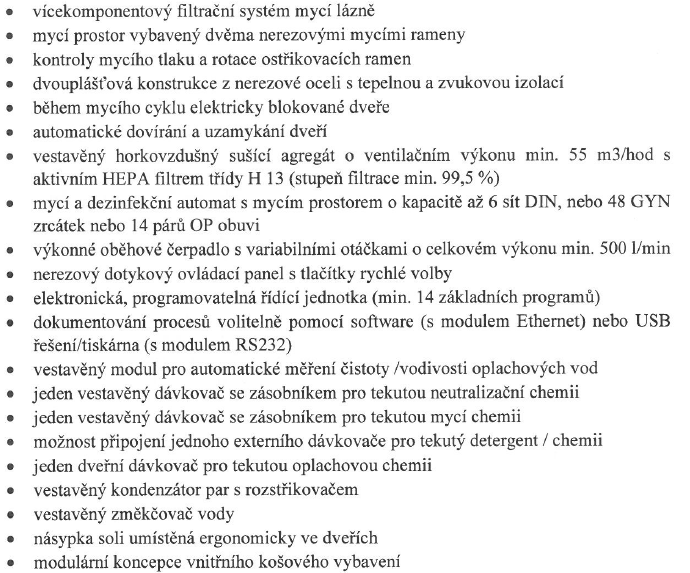 • vícekomponentový filtrační systém mycí lázně
• mycí prostor vybavený dvěma nerezovými mycími rameny
• kontroly mycího tlaku a rotace ostřikovacích ramen
• dvouplášťová konstrukce z nerezové oceli s tepelnou a zvukovou izolací
• během mycího cyklu elektricky blokované dveře
• automatické dovírání a uzamykání dveří
• vestavěný horkovzdušný sušící agregát o ventilačním výkonu min. 55 m3/hod s
aktivním HEPA filtrem třídy H 13 (stupeň filtrace min. 99,5 %)
• mycí a dezinfekční automat s mycím prostorem o kapacitě až 6 sít DIN, nebo 48 GYN
zrcátek nebo 14 párů OP obuvi
• výkonné oběhové čerpadlo s variabilními otáčkami o celkovém výkonu min. 500 l/min
• nerezový dotykový ovládací panel s tlačítky rychlé volby
• elektronická, programovatelná řídící jednotka (min. 14 základních programů)
• dokumentování procesů volitelně pomocí software (s modulem Ethernet) nebo USB
řešení/tiskárna (s modulem RS232)
• vestavěný modul pro automatické měření čistoty /vodivosti oplachových vod
• jeden vestavěný dávkovač se zásobníkem pro tekutou neutralizační chemii
• jeden vestavěný dávkovač se zásobníkem pro tekutou mycí chemii
• možnost připojení jednoho externího dávkovače pro tekutý detergent / chemii
• jeden dveřní dávkovač pro tekutou oplachovou chemii
• vestavěný kondenzátor par s rozstřikovačem
• vestavěný změkčovač vody
• násypka soli umístěná ergonomicky ve dveřích
• modulární koncepce vnitřního košového vybavení